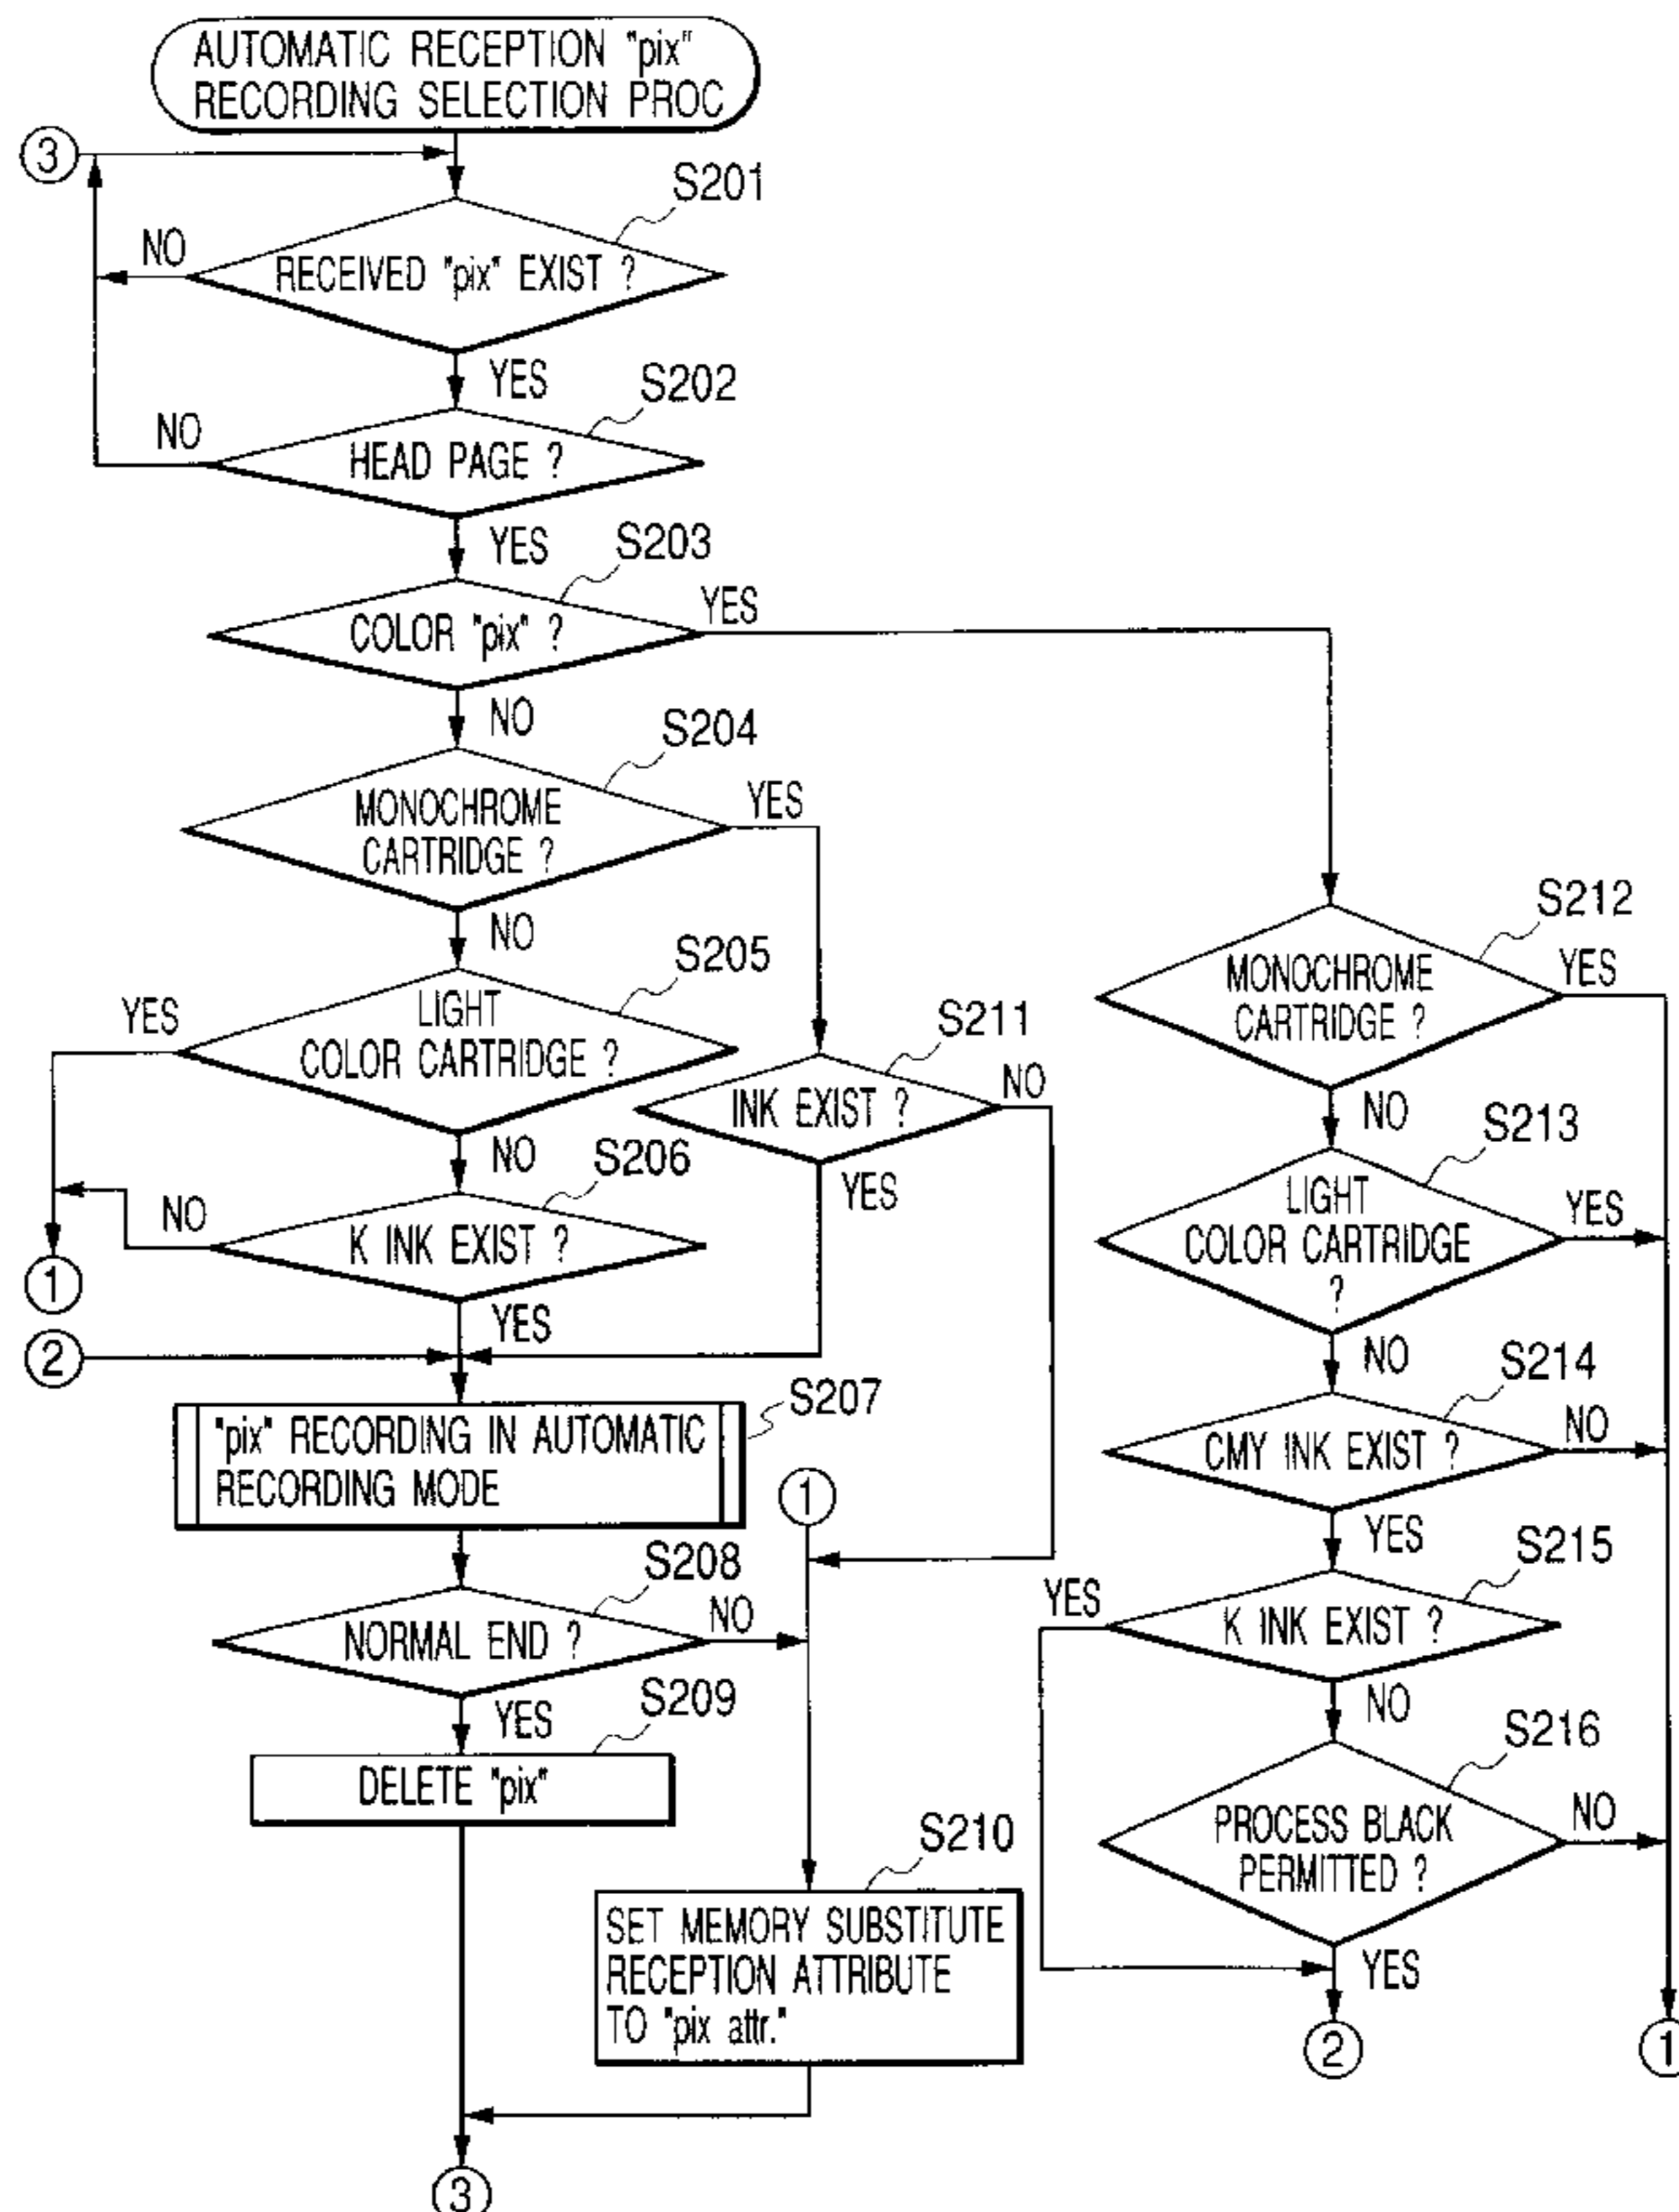 AUTOMATIC RECEPTION "pix"
RECORDING SELECTION PROC
3
S201
NO
RECEIVED "pix" EXIST ?
YES
S202
NO
HEAD PAGE ?
YES
S203
YES
COLOR "pix" ?
NO
S204
YES
MONOCHROME
CARTRIDGE ?
NO
S205
YES
LIGHT
COLOR CARTRIDGE ?
NO
S206
NO
K INK EXIST ?
1
YES
2
S211
INK EXIST ?
NO
YES
S207
"pix" RECORDING IN AUTOMATIC
RECORDING MODE
1
S208
NORMAL END ?
NO
YES
S209
DELETE "pix"
S210
SET MEMORY SUBSTITUTE
RECEPTION ATTRIBUTE
TO "pix attr."
3
S212
MONOCHROME
CARTRIDGE ?
YES
NO
S213
LIGHT
COLOR CARTRIDGE
?
YES
NO
S214
CMY INK EXIST ?
NO
YES
S215
YES
K INK EXIST ?
NO
S216
PROCESS BLACK
PERMITTED ?
NO
YES
2
1